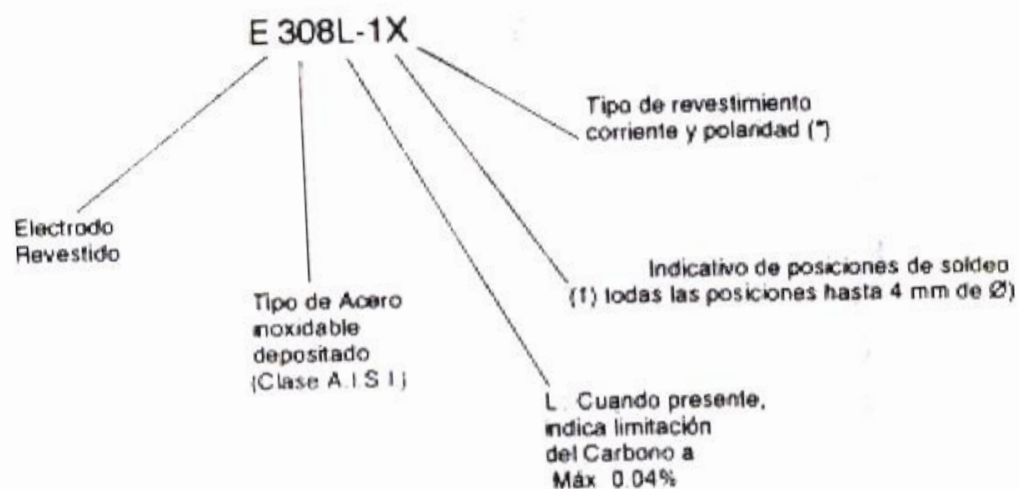 E 308L-1X
Tipo de revestimiento
corriente y polaridad (*)
Electrodo
Revestido
Indicativo de posiciones de soldeo
(1) todas las posiciones hasta 4 mm de Ø)
Tipo de Acero
inoxidable
depositado
(Clase A.I.S.I)
L. Cuando presente,
indica limitación
del Carbono a
Máx 0.04%